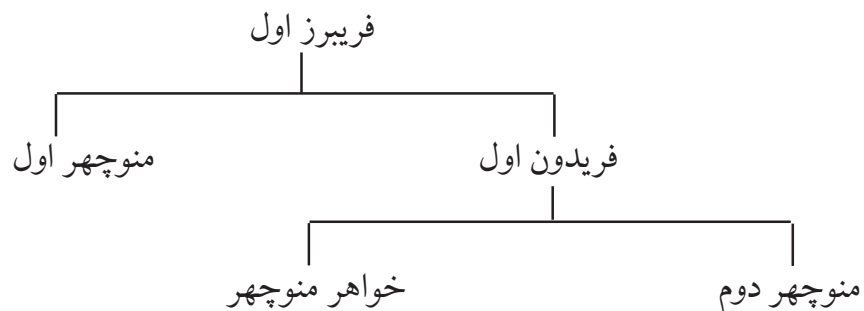 فریبرز اول
فریدون اول
منوچهر اول
منوچهر دوم
خواهر منوچهر